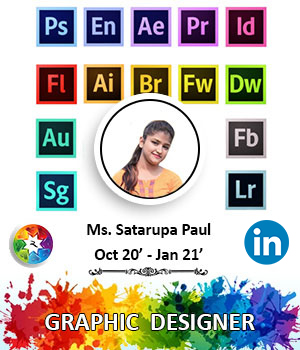 Ps En Ae Pr Id
Fl Ai Br Fw Dw
Au Fb
Sg Lr
Ms. Satarupa Paul
Oct 20’ - Jan 21’
in
GRAPHIC DESIGNER